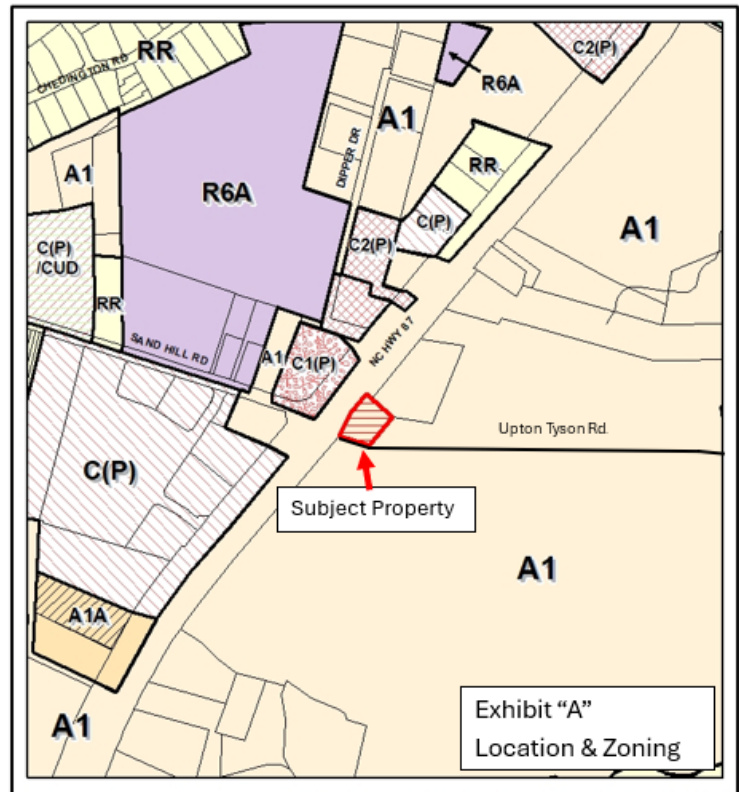 RR
CHEDINGTON RD
C2(P)
R6A
A1
DIPPER DR
A1
R6A
RR
C(P)
A1
C(P)
/CUD
C2(P)
RR
SAND HILL RD
A1
C1(P)
NC HWY 87
Upton Tyson Rd.
C(P)
Subject Property
A1
A1A
A1
Exhibit “A”
Location & Zoning